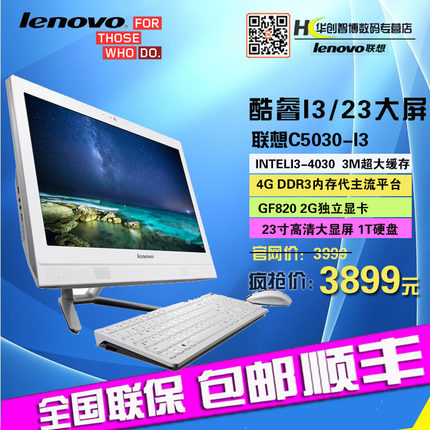 lenovo FOR THOSE WHO DO.
HC 华创智博数码专营店
lenovo联想
酷睿I3/23大屏
联想C5030-I3
INTELI3-4030 3M超大缓存
4G DDR3内存代主流平台
GF820 2G独立显卡
23寸高清大显屏 1T硬盘
官网价：3999
疯抢价：3899元
lenovo
全国联保 包邮顺丰